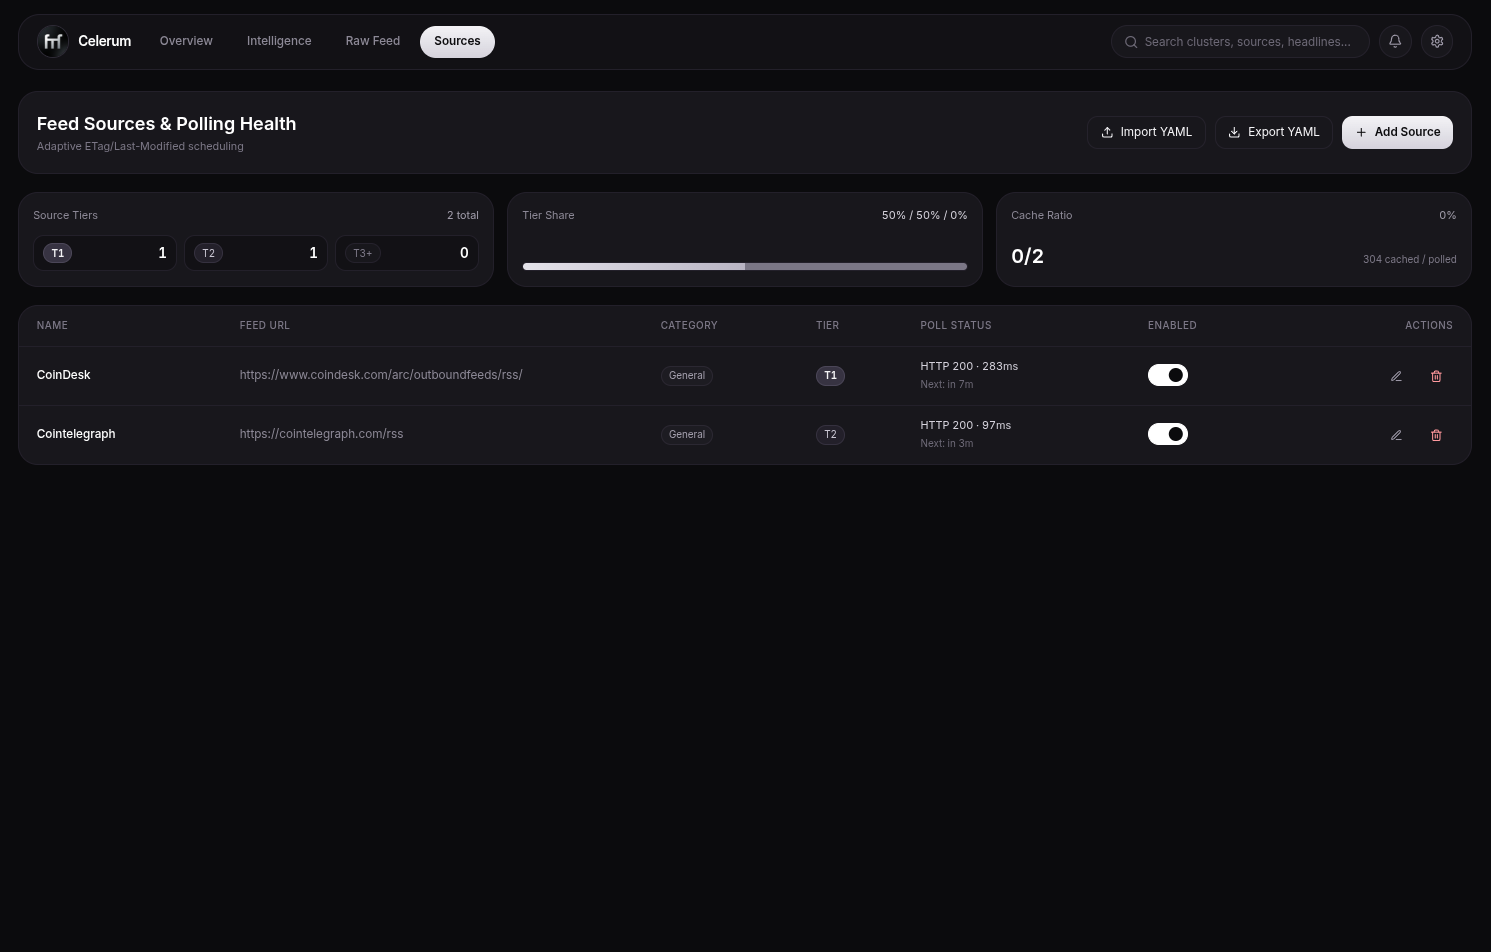 Celerum Overview Intelligence Raw Feed Sources Search clusters, sources, headlines...
Feed Sources & Polling Health
Adaptive ETag/Last-Modified scheduling
Import YAML Export YAML Add Source
Source Tiers 2 total
T1 1 T2 1 T3+ 0
Tier Share 50% / 50% / 0%
Cache Ratio 0%
0/2 304 cached / polled
NAME FEED URL CATEGORY TIER POLL STATUS ENABLED ACTIONS
CoinDesk https://www.coindesk.com/arc/outboundfeeds/rss/ General T1 HTTP 200 · 283ms
Next: in 7m
Cointelegraph https://cointelegraph.com/rss General T2 HTTP 200 · 97ms
Next: in 3m